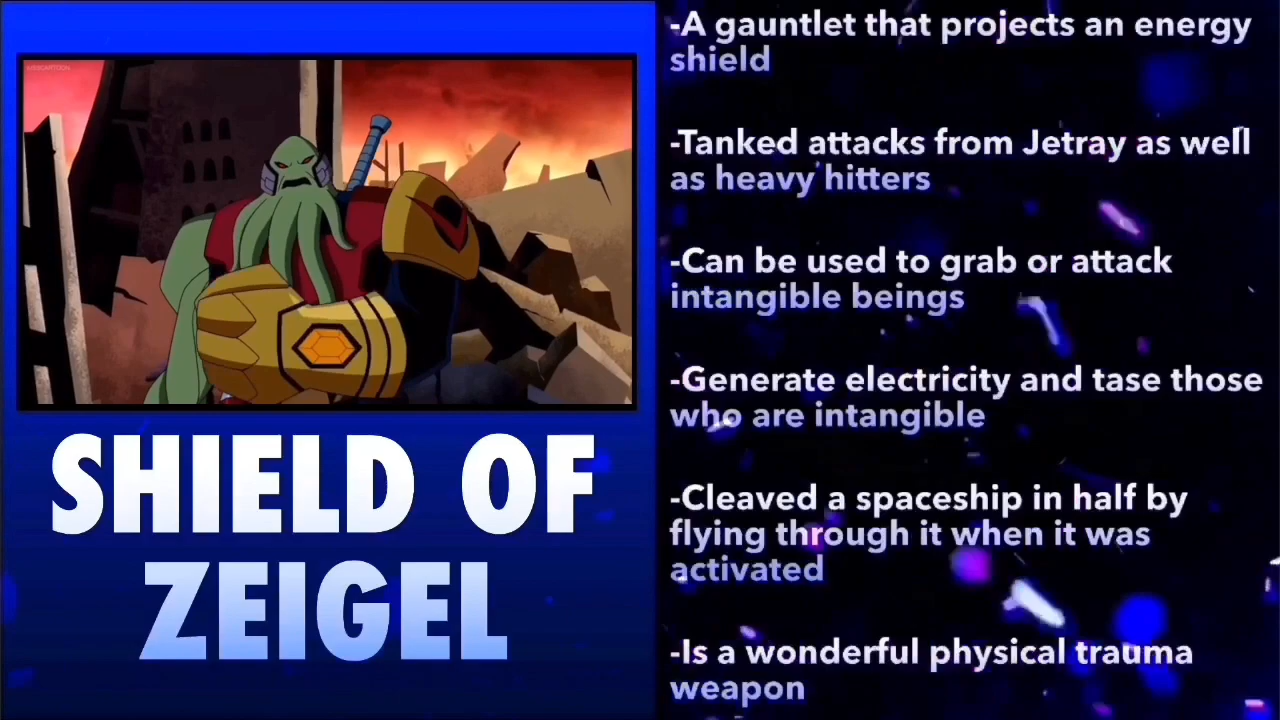 SHIELD OF
ZEIGEL
-A gauntlet that projects an energy
shield
-Tanked attacks from Jetray as well
as heavy hitters
-Can be used to grab or attack
intangible beings
-Generate electricity and tase those
who are intangible
-Cleaved a spaceship in half by
flying through it when it was
activated
-Is a wonderful physical trauma
weapon